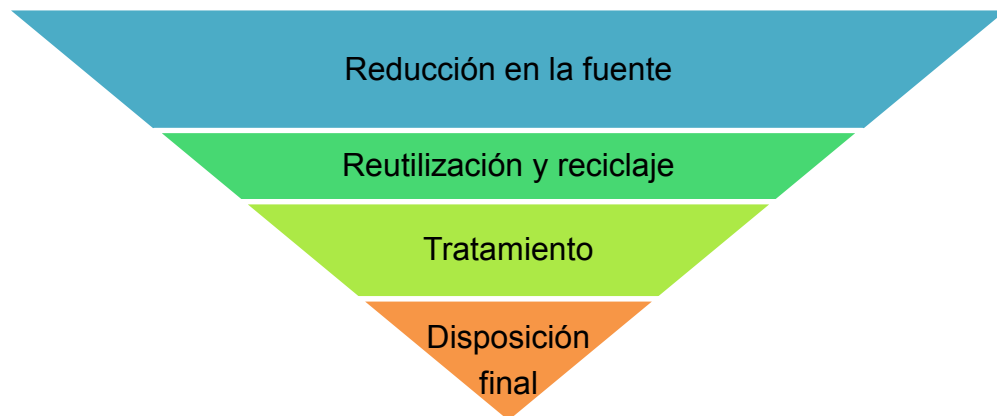 Reducción en la fuente
Reutilización y reciclaje
Tratamiento
Disposición
final